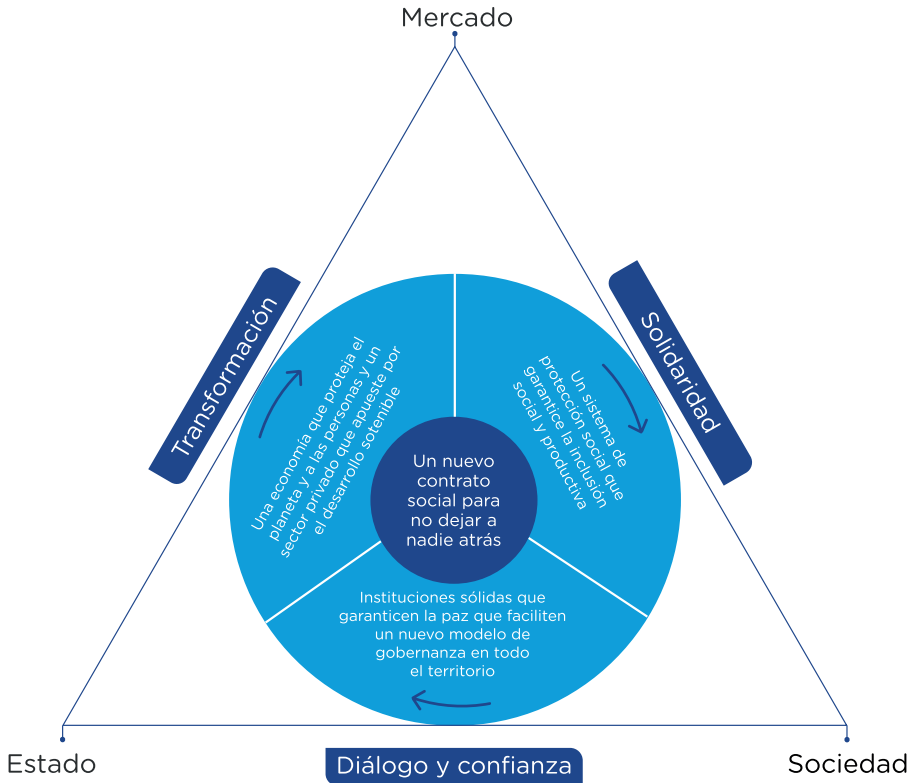 Mercado
Transformación
Solidaridad
Una economía que proteja el
planeta y a las personas y un
sector privado que apueste por
el desarrollo sotenible
Un sistema de
protección social que
garantice la inclusión
social y productiva
Un nuevo
contrato
social para
no dejar a
nadie atrás
Instituciones sólidas que
garanticen la paz que faciliten
un nuevo modelo de
gobernanza en todo
el territorio
Estado
Diálogo y confianza
Sociedad